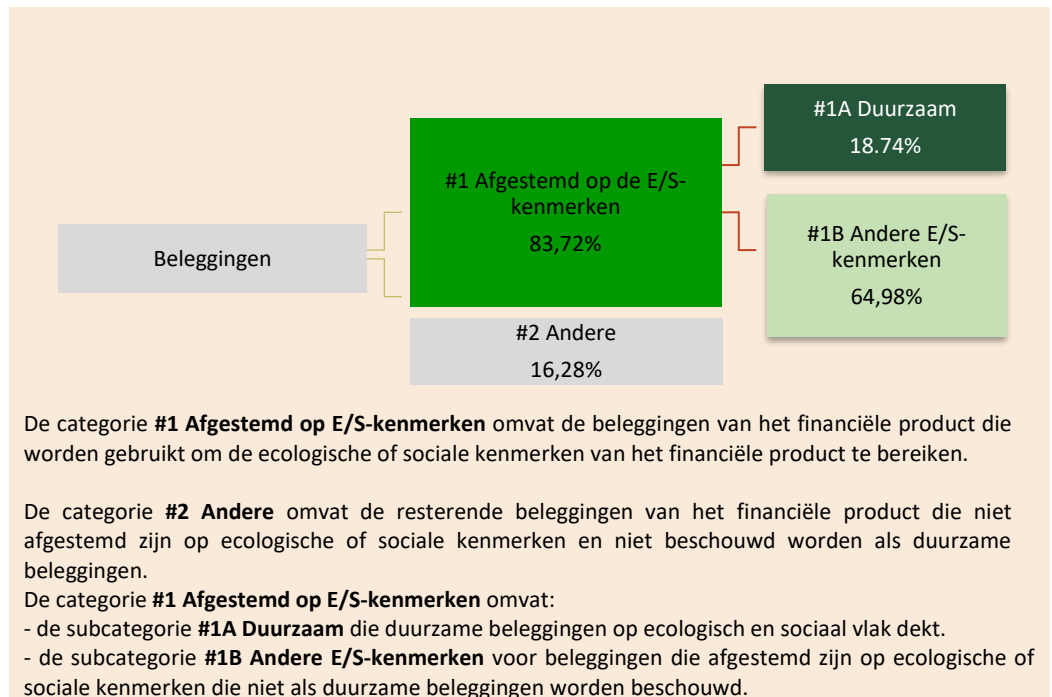 #1A Duurzaam
18.74%
#1 Afgestemd op de E/S-
kenmerken
83,72%
#1B Andere E/S-
kenmerken
64,98%
Beleggingen
#2 Andere
16,28%
De categorie #1 Afgestemd op E/S-kenmerken omvat de beleggingen van het financiële product die
worden gebruikt om de ecologische of sociale kenmerken van het financiële product te bereiken.
De categorie #2 Andere omvat de resterende beleggingen van het financiële product die niet
afgestemd zijn op ecologische of sociale kenmerken en niet beschouwd worden als duurzame
beleggingen.
De categorie #1 Afgestemd op E/S-kenmerken omvat:
- de subcategorie #1A Duurzaam die duurzame beleggingen op ecologisch en sociaal vlak dekt.
- de subcategorie #1B Andere E/S-kenmerken voor beleggingen die afgestemd zijn op ecologische of
sociale kenmerken die niet als duurzame beleggingen worden beschouwd.